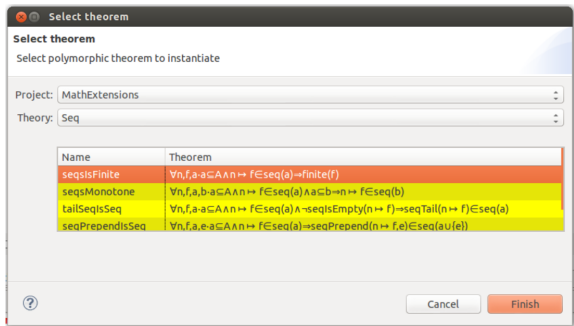 Select theorem
Select theorem
Select polymorphic theorem to instantiate
Project: MathExtensions
Theory: Seq
Name Theorem
seqsIsFinite ∀n,f,a·a⊆A∧n ↦ f∈seq(a)⇒finite(f)
seqsMonotone ∀n,f,a,b·a⊆A∧n ↦ f∈seq(a)∧a⊆b⇒n ↦ f∈seq(b)
tailSeqIsSeq ∀n,f,a·a⊆A∧n ↦ f∈seq(a)∧¬seqIsEmpty(n ↦ f)⇒seqTail(n ↦ f)∈seq(a)
seqPrependIsSeq ∀n,f,a,e·a⊆A∧n ↦ f∈seq(a)⇒seqPrepend(n ↦ f,e)∈seq(a∪{e})
Cancel Finish